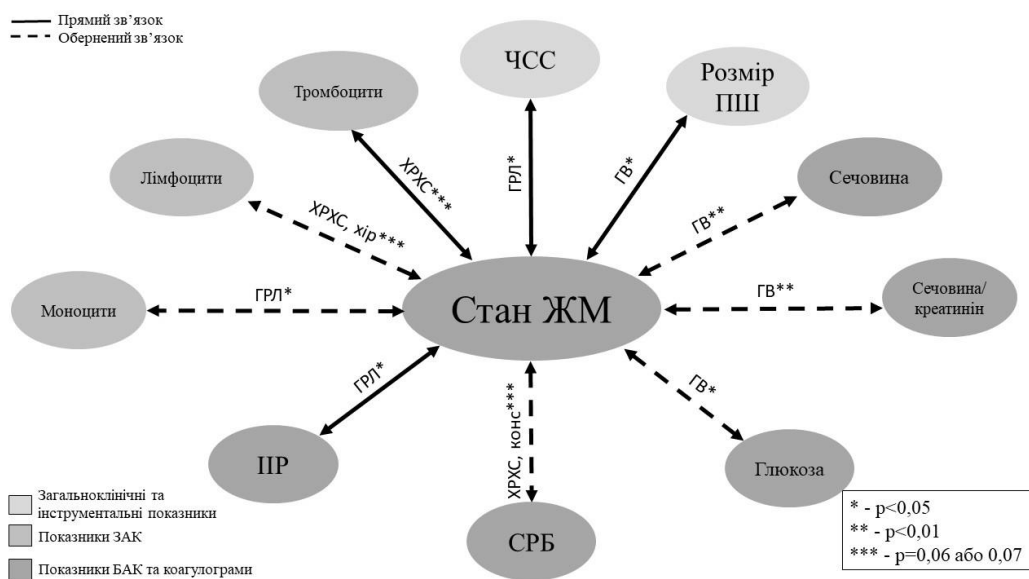 Прямий зв’язок
Обернений зв’язок
ЧСС
Розмір
ПШ
Тромбоцити
Лімфоцити
Сечовина
ХРХС***
ГРЛ*
ГВ*
ХРХС, хір***
ГВ**
Моноцити
ГРЛ*
Стан ЖМ
ГВ**
Сечовина/
креатинін
ГРЛ*
ХРХС, конс***
ГВ*
ІІР
СРБ
Глюкоза
Загальноклінічні та
інструментальні показники
Показники ЗАК
Показники БАК та коагулограми
* - p<0,05
** - p<0,01
*** - p=0,06 або 0,07